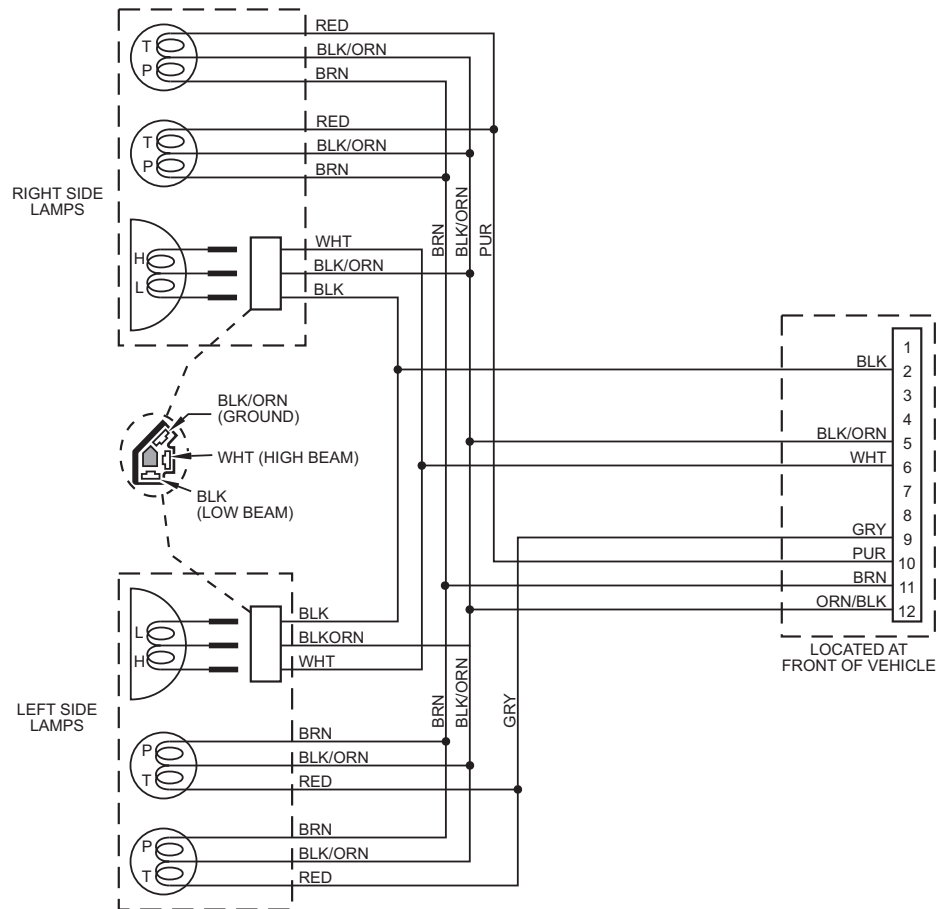 RED
T
BLK/ORN
P
BRN
RED
T
BLK/ORN
P
BRN
RIGHT SIDE
LAMPS
BRN
BLK/ORN
PUR
WHT
H
BLK/ORN
L
BLK
1
BLK
2
3
4
BLK/ORN
5
WHT
6
7
8
GRY
9
PUR
10
BRN
11
ORN/BLK
12
LOCATED AT
FRONT OF VEHICLE
BLK/ORN
(GROUND)
WHT (HIGH BEAM)
BLK
(LOW BEAM)
BLK
L
BLKORN
H
WHT
LEFT SIDE
LAMPS
BRN
BLK/ORN
GRY
BRN
P
BLK/ORN
T
RED
BRN
P
BLK/ORN
T
RED